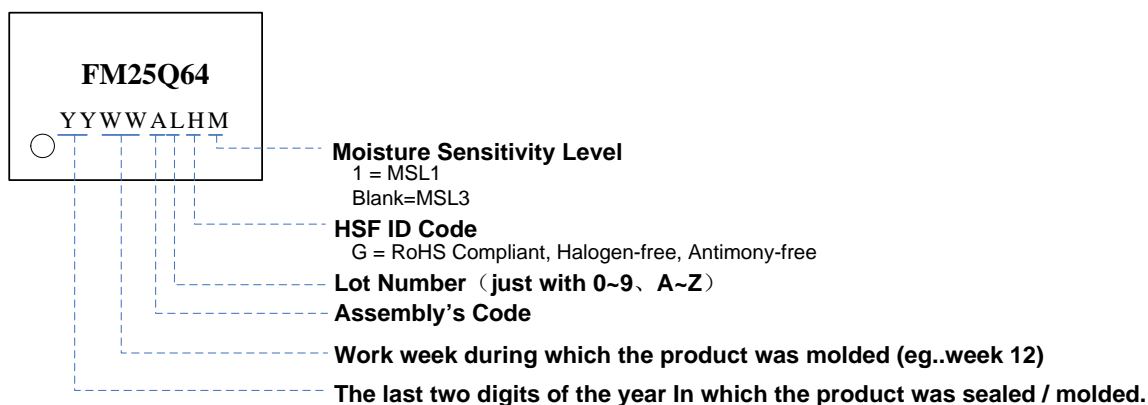 FM25Q64
YYWWALHM
Moisture Sensitivity Level
1 = MSL1
Blank=MSL3
HSF ID Code
G = RoHS Compliant, Halogen-free, Antimony-free
Lot Number（just with 0~9、A~Z）
Assembly's Code
Work week during which the product was molded (eg..week 12)
The last two digits of the year In which the product was sealed / molded.